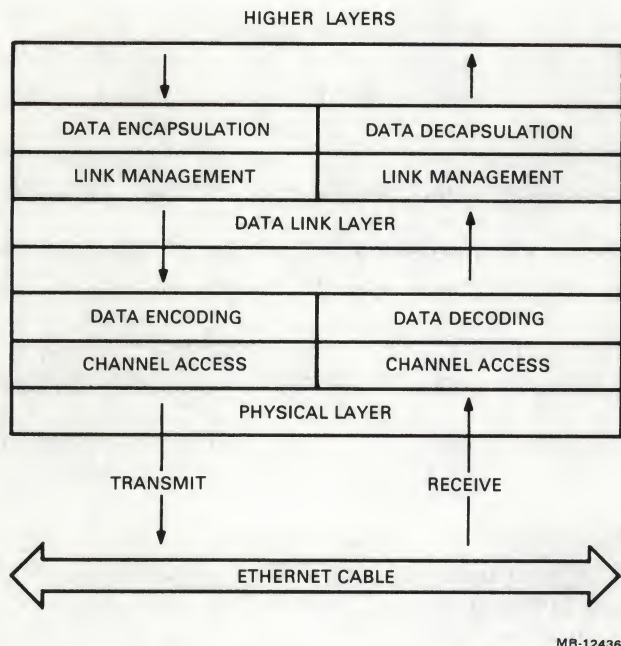 HIGHER LAYERS
DATA ENCAPSULATION
DATA DECAPSULATION
LINK MANAGEMENT
LINK MANAGEMENT
DATA LINK LAYER
DATA ENCODING
DATA DECODING
CHANNEL ACCESS
CHANNEL ACCESS
PHYSICAL LAYER
TRANSMIT
RECEIVE
ETHERNET CABLE
MR-12436